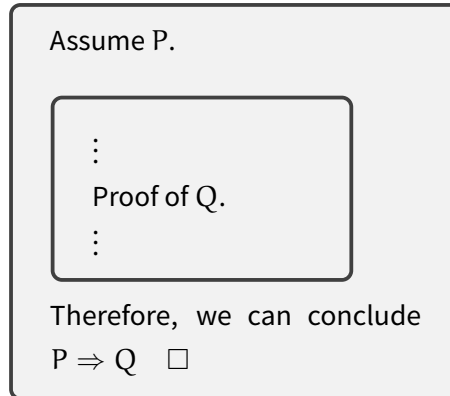 Assume P.
⋮
Proof of Q.
⋮
Therefore, we can conclude
P ⇒ Q □